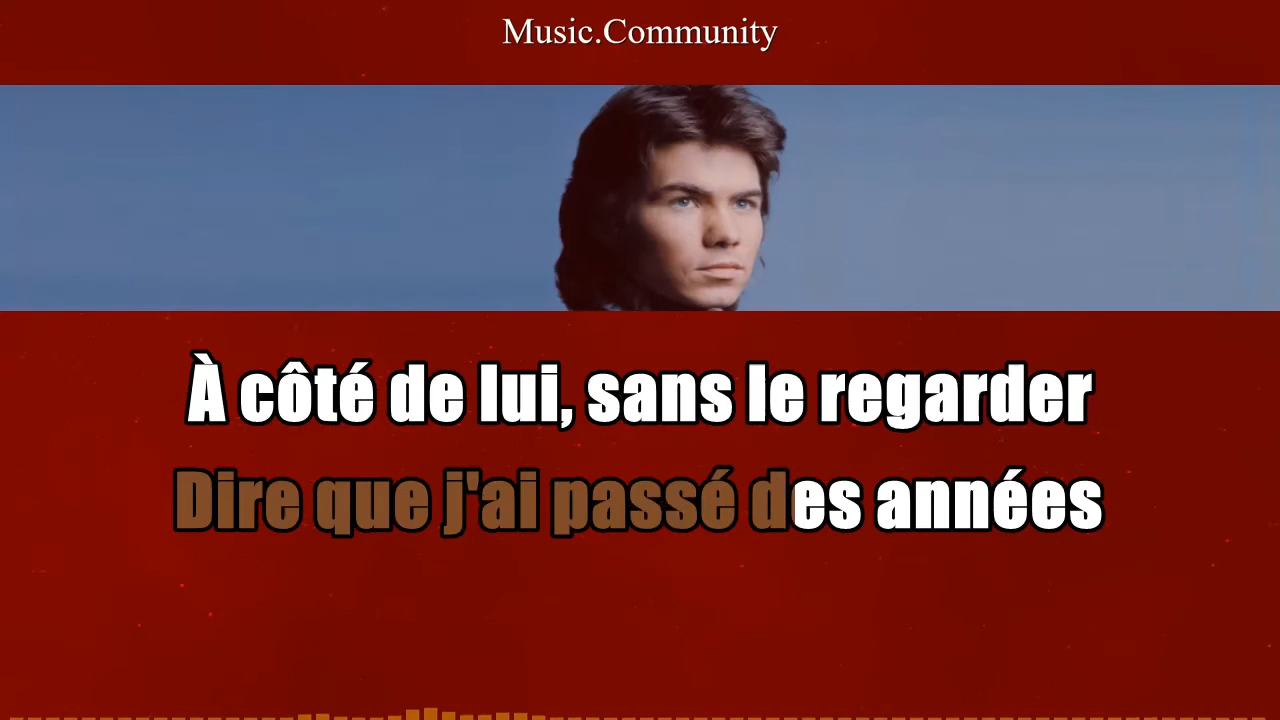 Music.Community
À côté de lui, sans le regarder
Dire que j'ai passé des années